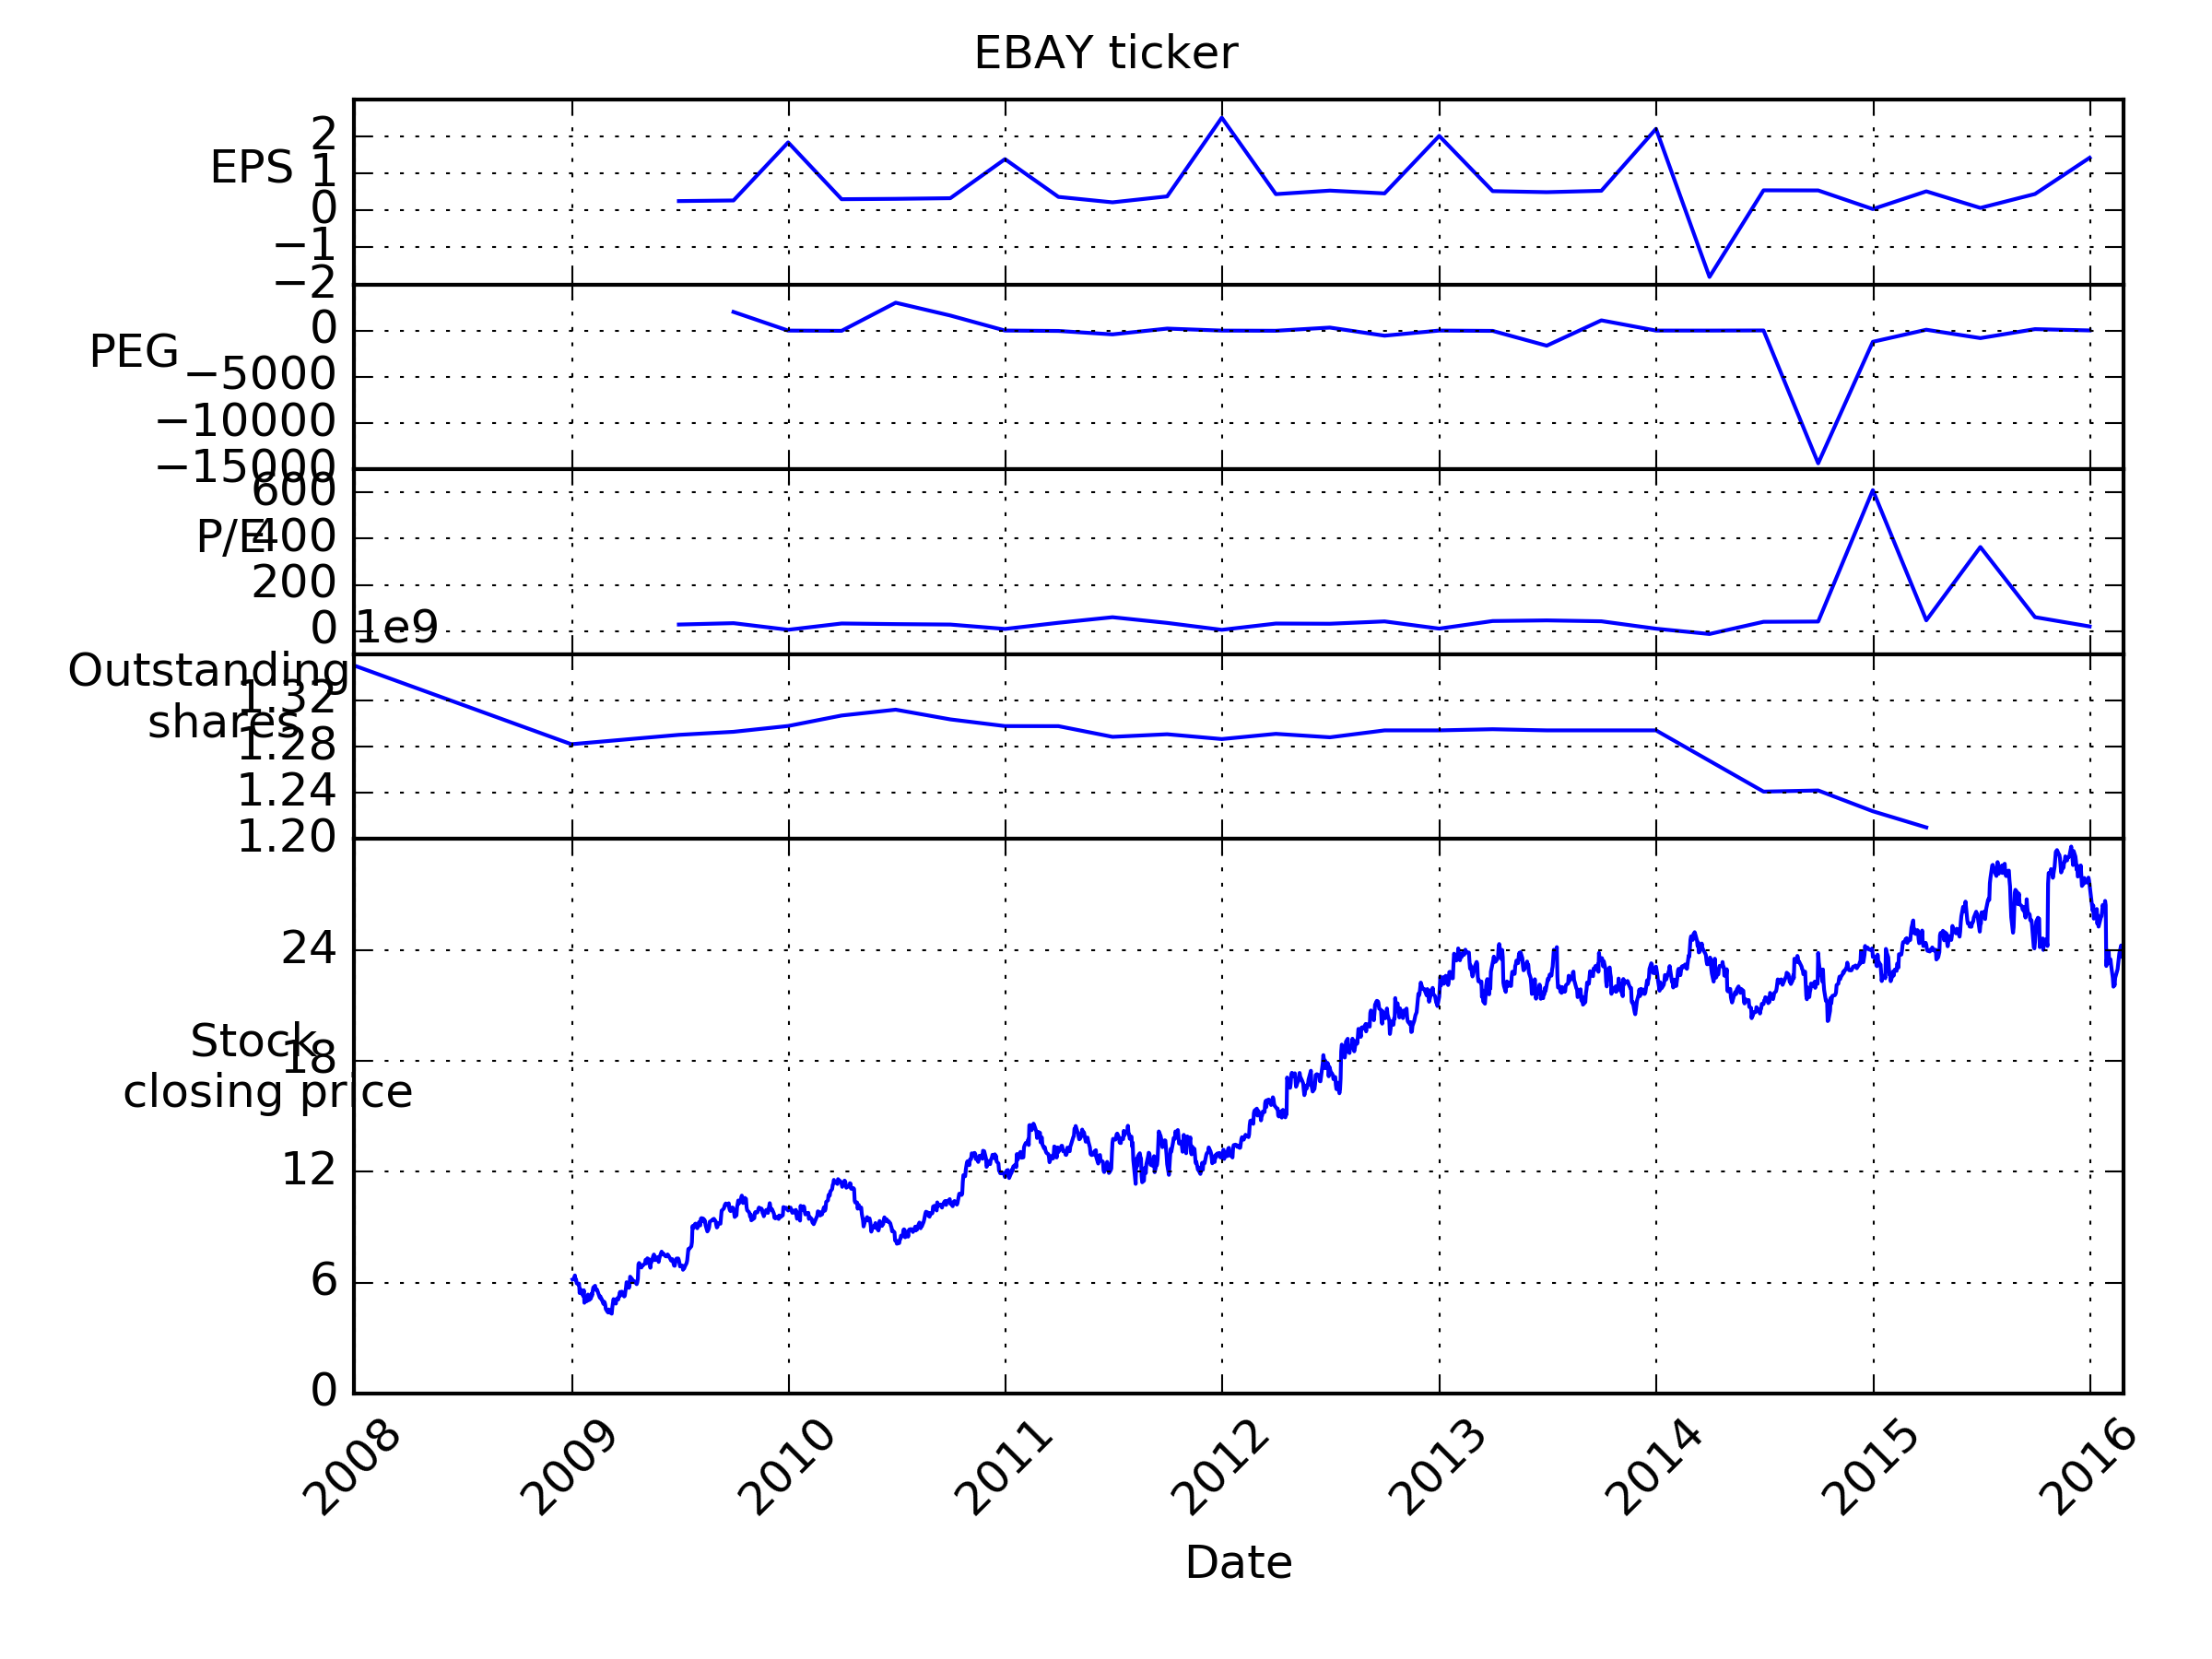 EBAY ticker
EPS
2
1
0
−1
−2
PEG
0
−5000
−10000
−15000
P/E
600
400
200
0
1e9
Outstanding
shares
1.32
1.28
1.24
1.20
Stock
closing price
24
18
12
6
0
2008 2009 2010 2011 2012 2013 2014 2015 2016
Date